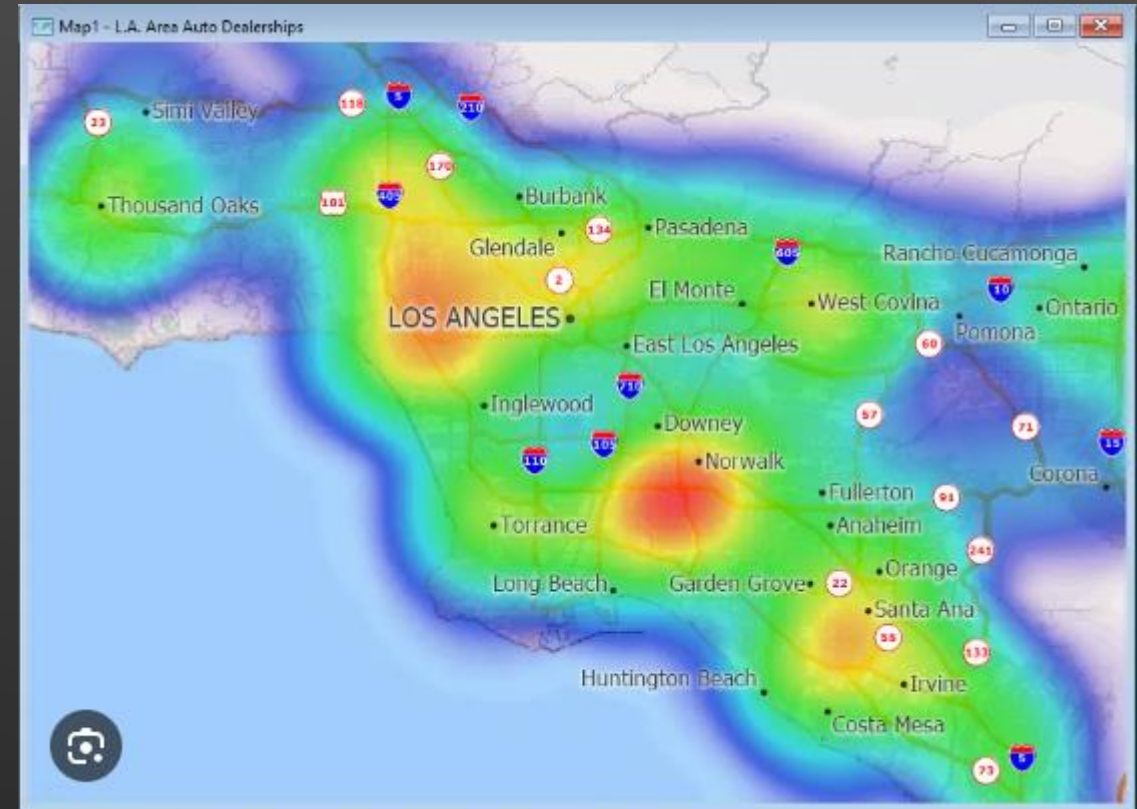 Map1 - L.A. Area Auto Dealerships
118
5
210
23
Simi Valley
170
Thousand Oaks
101
405
Burbank
134
Pasadena
Glendale
605
Rancho Cucamonga
2
El Monte
10
LOS ANGELES
West Covina
Ontario
Pomona
East Los Angeles
60
710
Inglewood
57
Downey
71
110
105
15
Norwalk
Corona
Fullerton
91
Torrance
Anaheim
241
Long Beach
Garden Grove
22
Orange
Santa Ana
55
133
Huntington Beach
Irvine
Costa Mesa
73
5